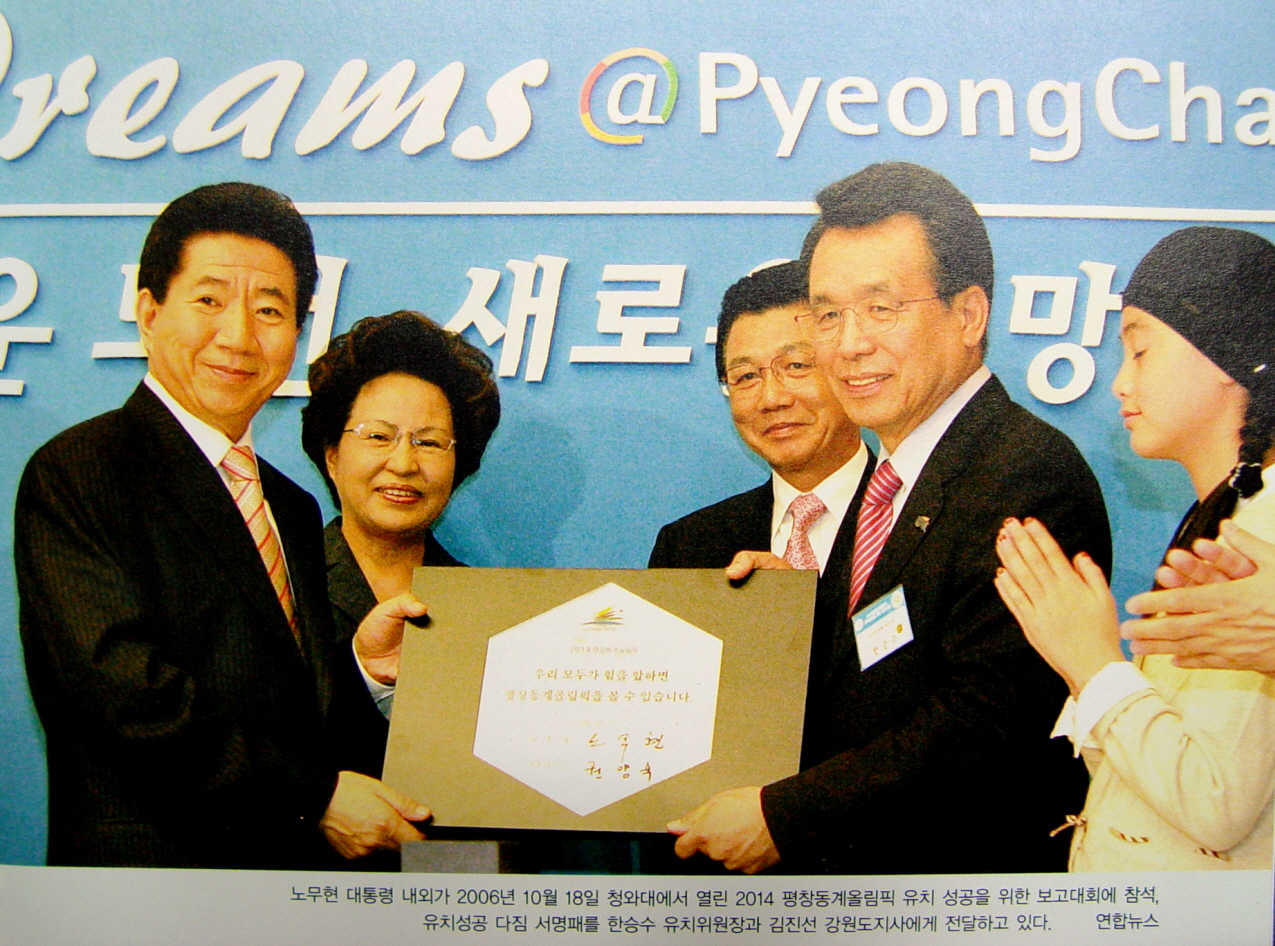 Dreams @PyeongCha
새로 망
2014
우리 모두가 힘을 합하면
평창동계올림픽을 볼 수 있습니다.
노무현
권양숙
노무현 대통령 내외가 2006년 10월 18일 청와대에서 열린 2014 평창동계올림픽 유치 성공을 위한 보고대회에 참석,
유치성공 다짐 서명패를 한승수 유치위원장과 김진선 강원도지사에게 전달하고 있다. 연합뉴스